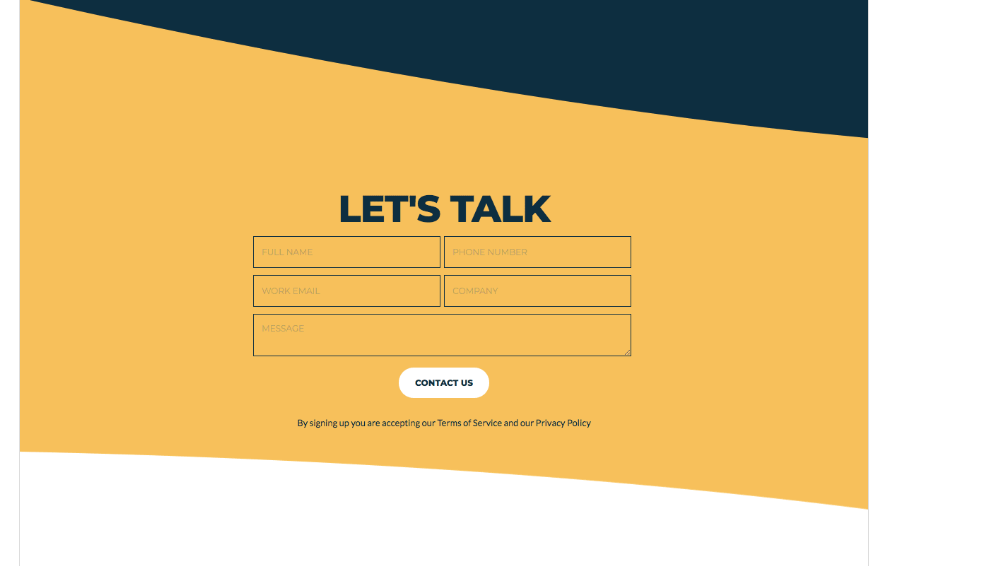 LET'S TALK
FULL NAME
PHONE NUMBER
WORK EMAIL
COMPANY
MESSAGE
CONTACT US
By signing up you are accepting our Terms of Service and our Privacy Policy